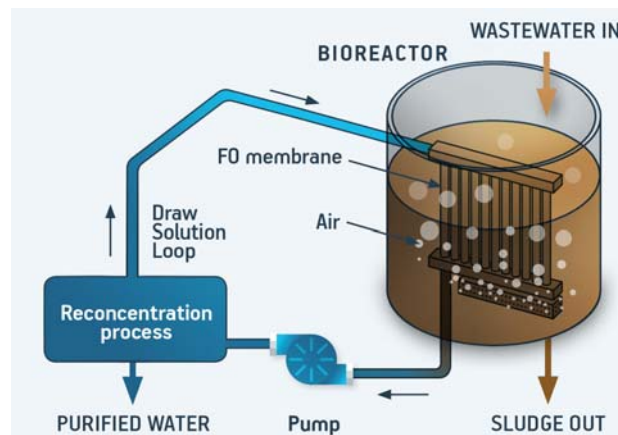 WASTEWATER IN
BIOREACTOR
FO membrane
Draw
Solution
Loop
Air
Reconcentration
process
PURIFIED WATER
Pump
SLUDGE OUT